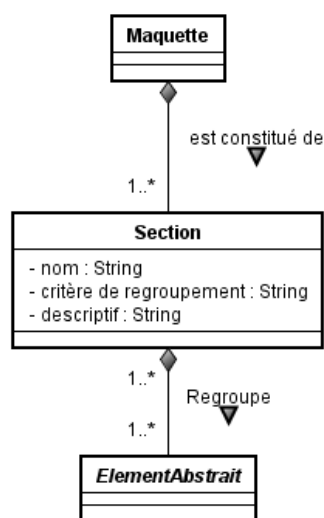 Maquette
est constitué de
1..*
Section
- nom : String
- critère de regroupement : String
- descriptif : String
1..*
Regroupe
1..*
ElementAbstrait